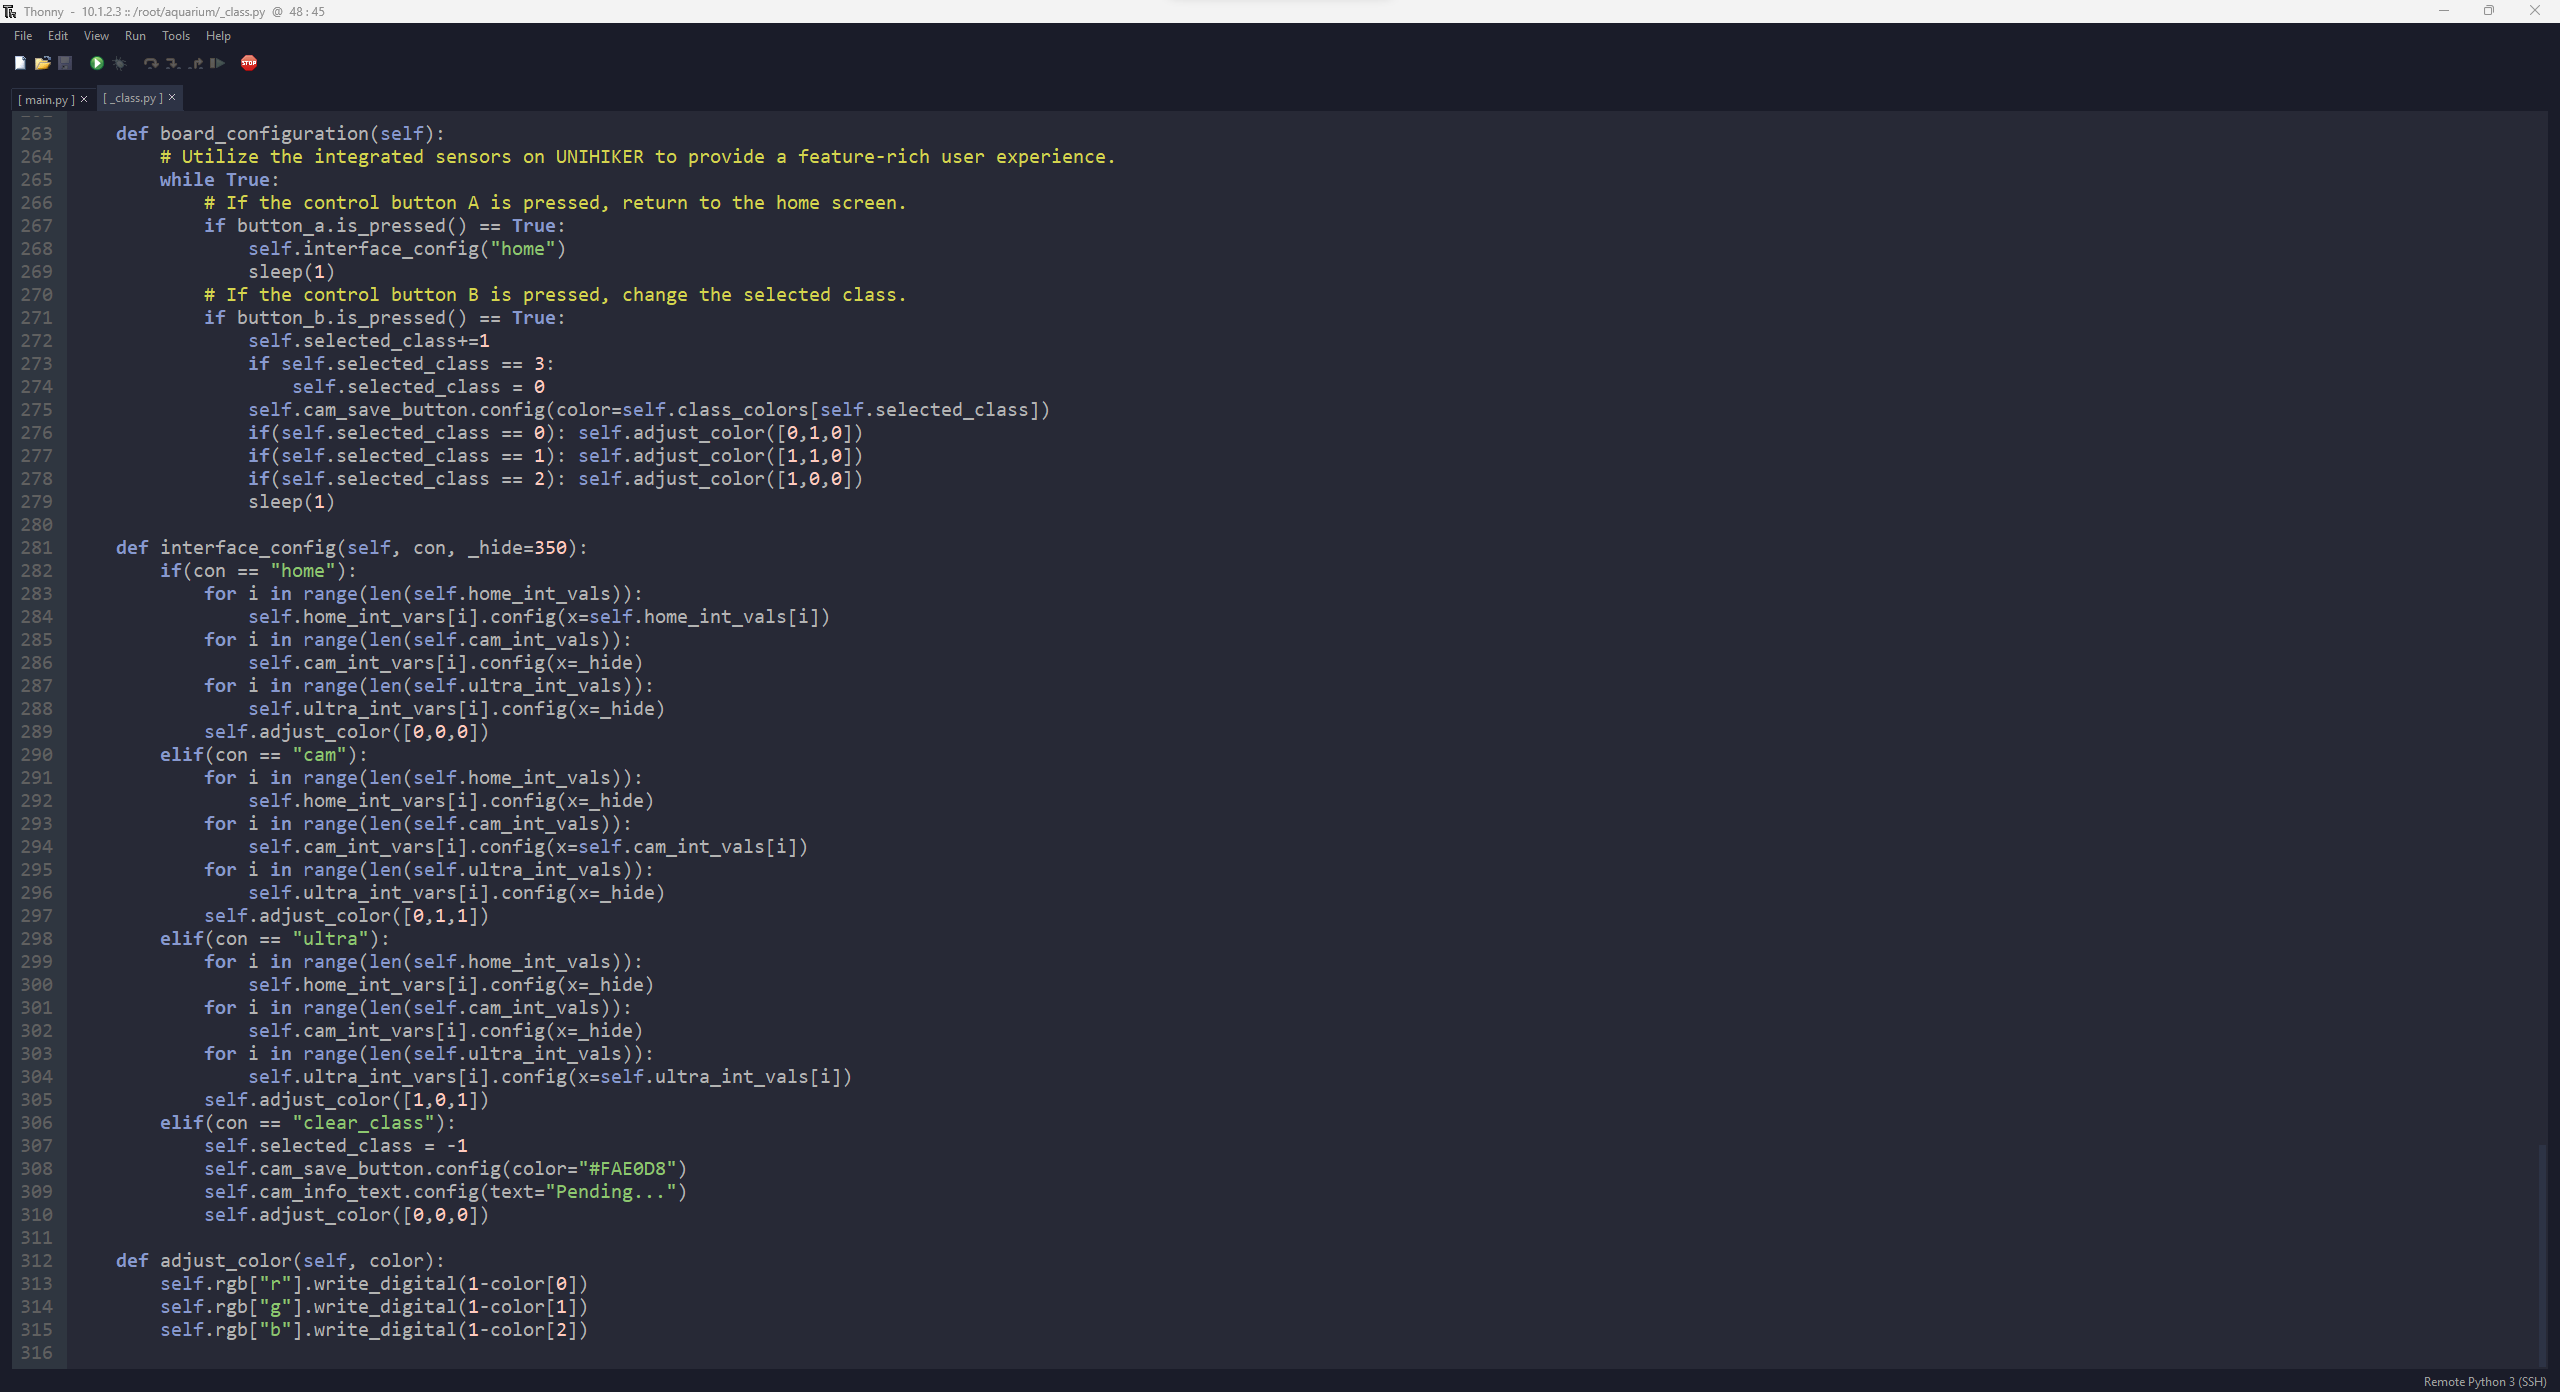 Thonny - 10.1.2.3 :: /root/aquarium/_class.py @ 48 : 45
File Edit View Run Tools Help
STOP
[ main.py ] × [ _class.py ] ×
263     def board_configuration(self):
264         # Utilize the integrated sensors on UNIHIKER to provide a feature-rich user experience.
265         while True:
266             # If the control button A is pressed, return to the home screen.
267             if button_a.is_pressed() == True:
268                 self.interface_config("home")
269                 sleep(1)
270             # If the control button B is pressed, change the selected class.
271             if button_b.is_pressed() == True:
272                 self.selected_class+=1
273                 if self.selected_class == 3:
274                     self.selected_class = 0
275                 self.cam_save_button.config(color=self.class_colors[self.selected_class])
276                 if(self.selected_class == 0): self.adjust_color([0,1,0])
277                 if(self.selected_class == 1): self.adjust_color([1,1,0])
278                 if(self.selected_class == 2): self.adjust_color([1,0,0])
279                 sleep(1)
280
281     def interface_config(self, con, _hide=350):
282         if(con == "home"):
283             for i in range(len(self.home_int_vals)):
284                 self.home_int_vars[i].config(x=self.home_int_vals[i])
285             for i in range(len(self.cam_int_vals)):
286                 self.cam_int_vars[i].config(x=_hide)
287             for i in range(len(self.ultra_int_vals)):
288                 self.ultra_int_vars[i].config(x=_hide)
289             self.adjust_color([0,0,0])
290         elif(con == "cam"):
291             for i in range(len(self.home_int_vals)):
292                 self.home_int_vars[i].config(x=_hide)
293             for i in range(len(self.cam_int_vals)):
294                 self.cam_int_vars[i].config(x=self.cam_int_vals[i])
295             for i in range(len(self.ultra_int_vals)):
296                 self.ultra_int_vars[i].config(x=_hide)
297             self.adjust_color([0,1,1])
298         elif(con == "ultra"):
299             for i in range(len(self.home_int_vals)):
300                 self.home_int_vars[i].config(x=_hide)
301             for i in range(len(self.cam_int_vals)):
302                 self.cam_int_vars[i].config(x=_hide)
303             for i in range(len(self.ultra_int_vals)):
304                 self.ultra_int_vars[i].config(x=self.ultra_int_vals[i])
305             self.adjust_color([1,0,1])
306         elif(con == "clear_class"):
307             self.selected_class = -1
308             self.cam_save_button.config(color="#FAE0D8")
309             self.cam_info_text.config(text="Pending...")
310             self.adjust_color([0,0,0])
311
312     def adjust_color(self, color):
313         self.rgb["r"].write_digital(1-color[0])
314         self.rgb["g"].write_digital(1-color[1])
315         self.rgb["b"].write_digital(1-color[2])
316
Remote Python 3 (SSH)